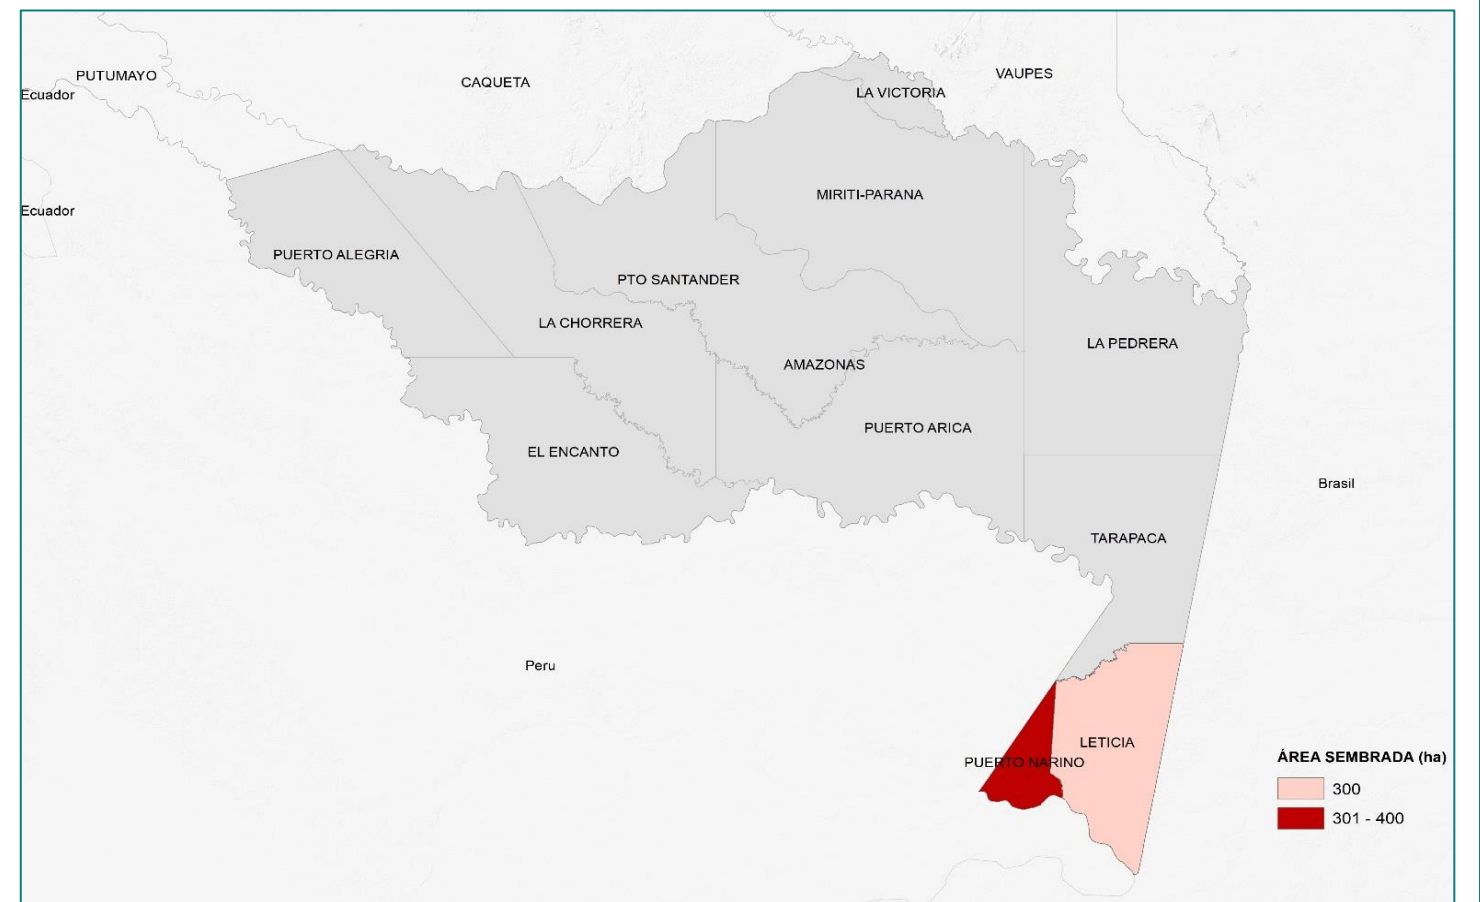 PUTUMAYO
CAQUETA
VAUPES
Ecuador
LA VICTORIA
MIRITI-PARANA
Ecuador
PUERTO ALEGRIA
PTO SANTANDER
LA CHORRERA
LA PEDRERA
AMAZONAS
PUERTO ARICA
EL ENCANTO
Brasil
TARAPACA
Peru
LETICIA
PUERTO NARINO
ÁREA SEMBRADA (ha)
300
301 - 400